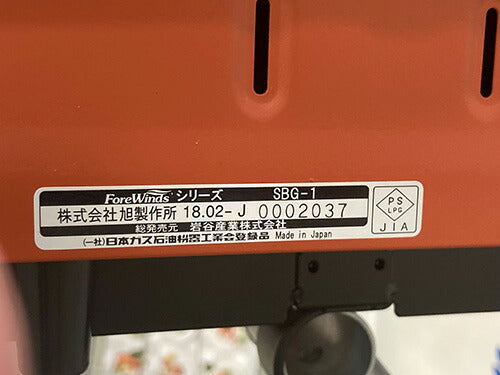 ForeWinds シリーズ SBG-1
株式会社旭製作所 18.02-J 0002037
総発売元 岩谷産業株式会社
(一社)日本ガス石油機器工業会登録品 Made in Japan
PS
LPG
JIA